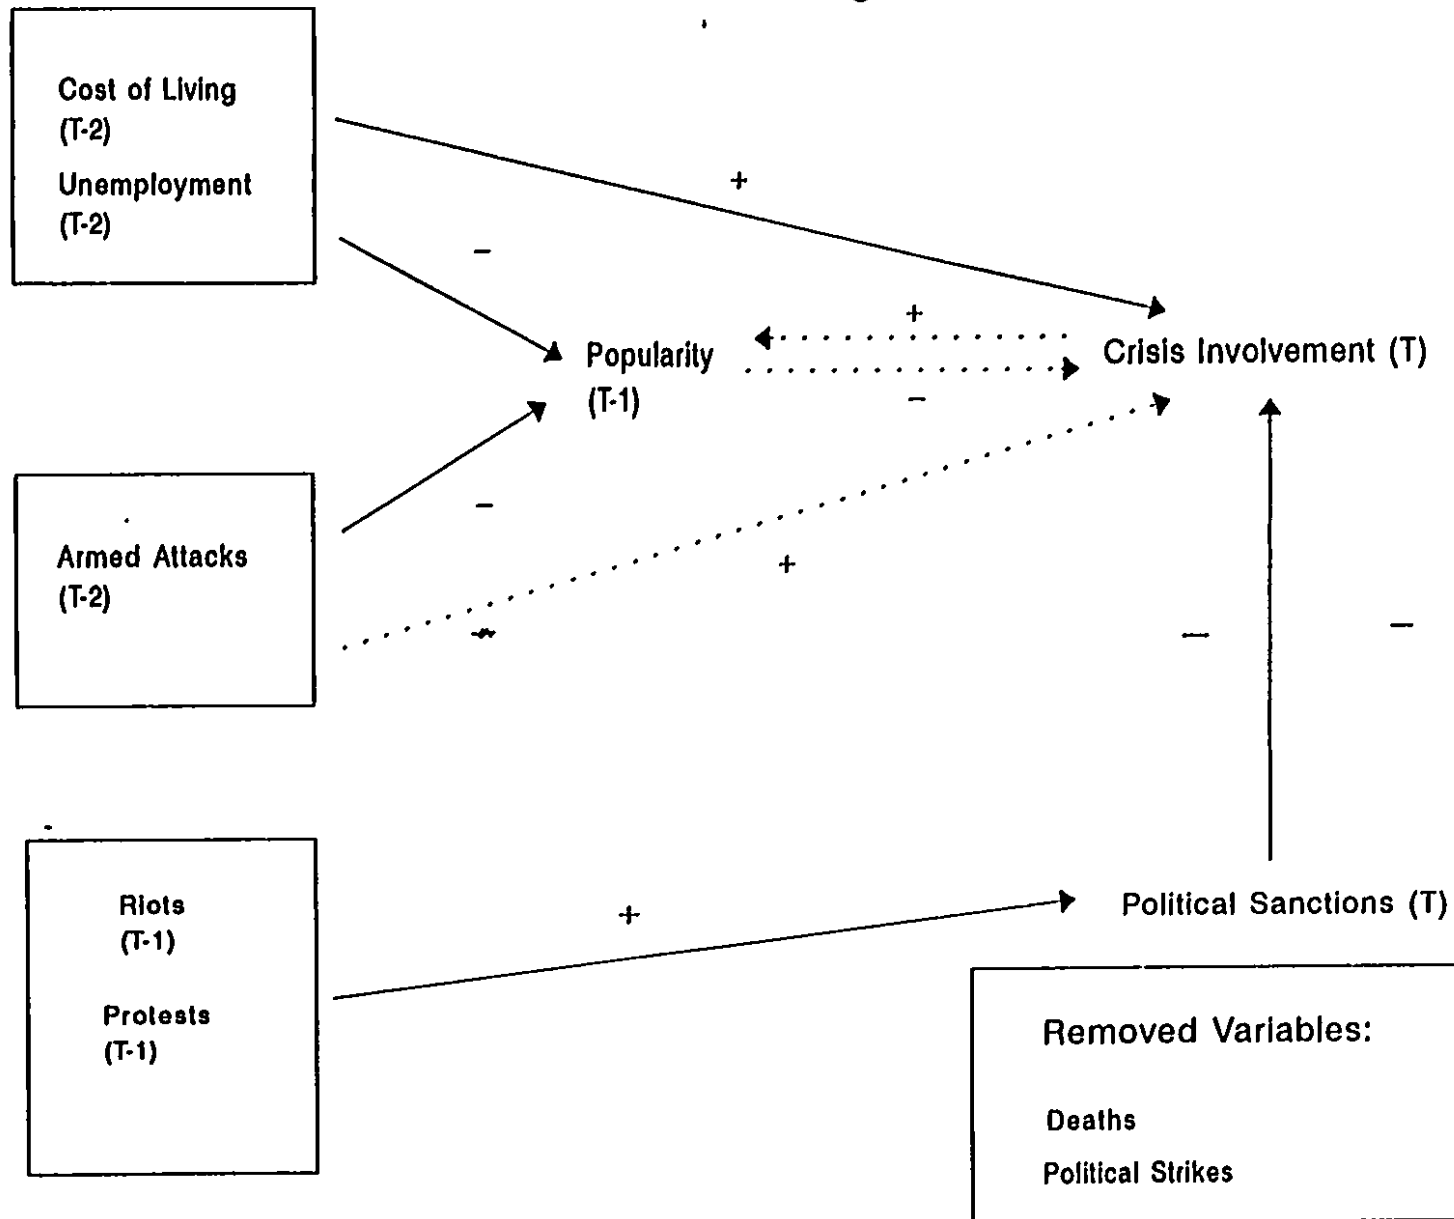 Cost of Living
(T-2)
Unemployment
(T-2)
+
−
+
Popularity
(T-1)
Crisis Involvement (T)
−
−
Armed Attacks
(T-2)
+
−
−
Riots
(T-1)
+
Political Sanctions (T)
Protests
(T-1)
Removed Variables:
Deaths
Political Strikes